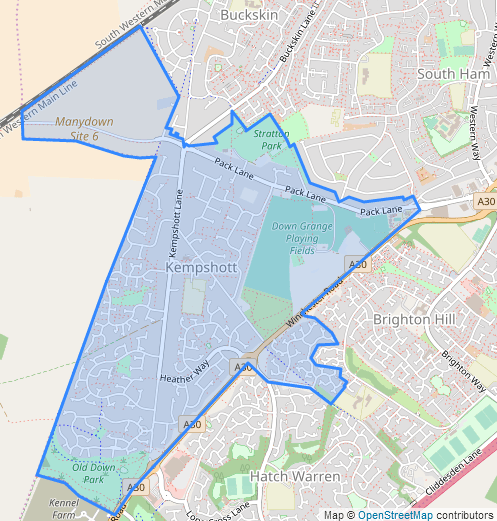 Buckskin
South Western Main
Buckskin Lane
South Ham
Western Way
Western Main Line
Manydown
Site 6
Stratton
Park
Pack Lane
Pack Lane
Pack Lane
A30
Kempshott Lane
Down Grange
Playing
Fields
A30
Kempshott
Winchester Road
Brighton Hill
Heather Way
A30
Brighton Way
A30
Cliddesden Lane
Old Down
Park
Hatch Warren
A30
Kennel
Farm
Road
Long Cross Lane
Map © OpenStreetMap contributors